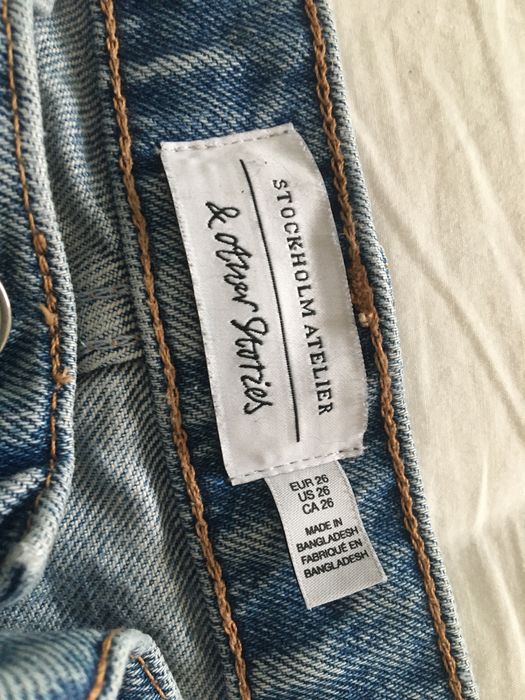 STOCKHOLM ATELIER
& Other Stories
EUR 26
US 26
CA 26
MADE IN
BANGLADESH
FABRIQUÉ EN
BANGLADESH